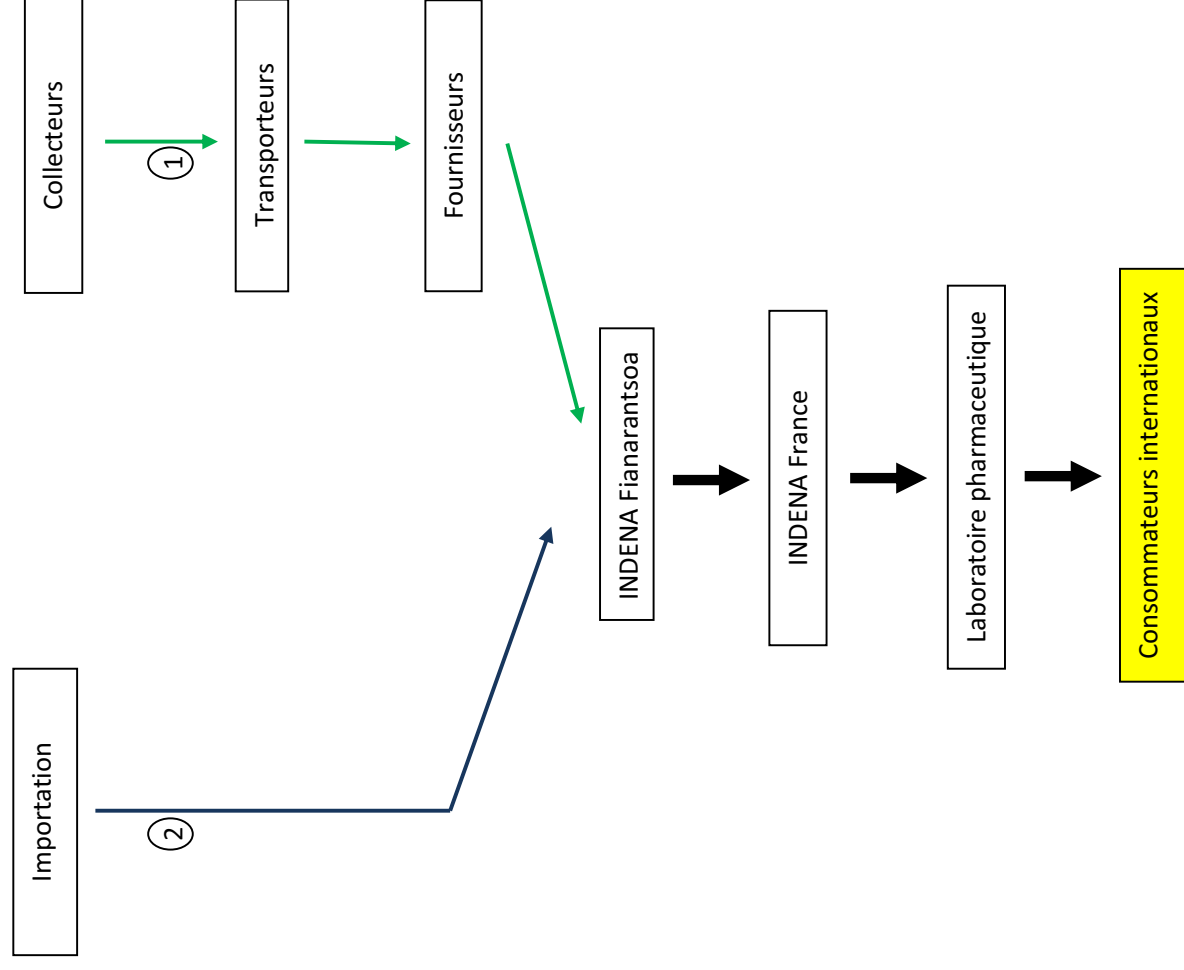 Collecteurs
1
Transporteurs
Fournisseurs
Importation
2
INDENA Fianarantsoa
INDENA France
Laboratoire pharmaceutique
Consommateurs internationaux